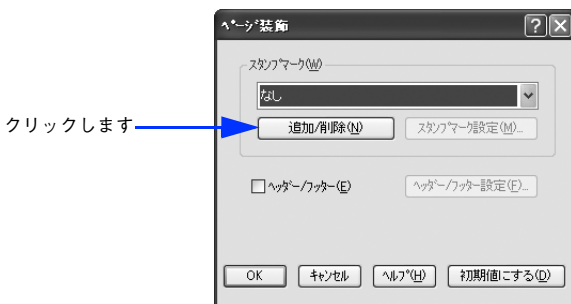 ページ装飾
スタンプマーク(W)
なし
クリックします
追加/削除(N) スタンプマーク設定(M)...
ヘッダー/フッター(E) ヘッダー/フッター設定(F)...
OK キャンセル ヘルプ(H) 初期値にする(D)